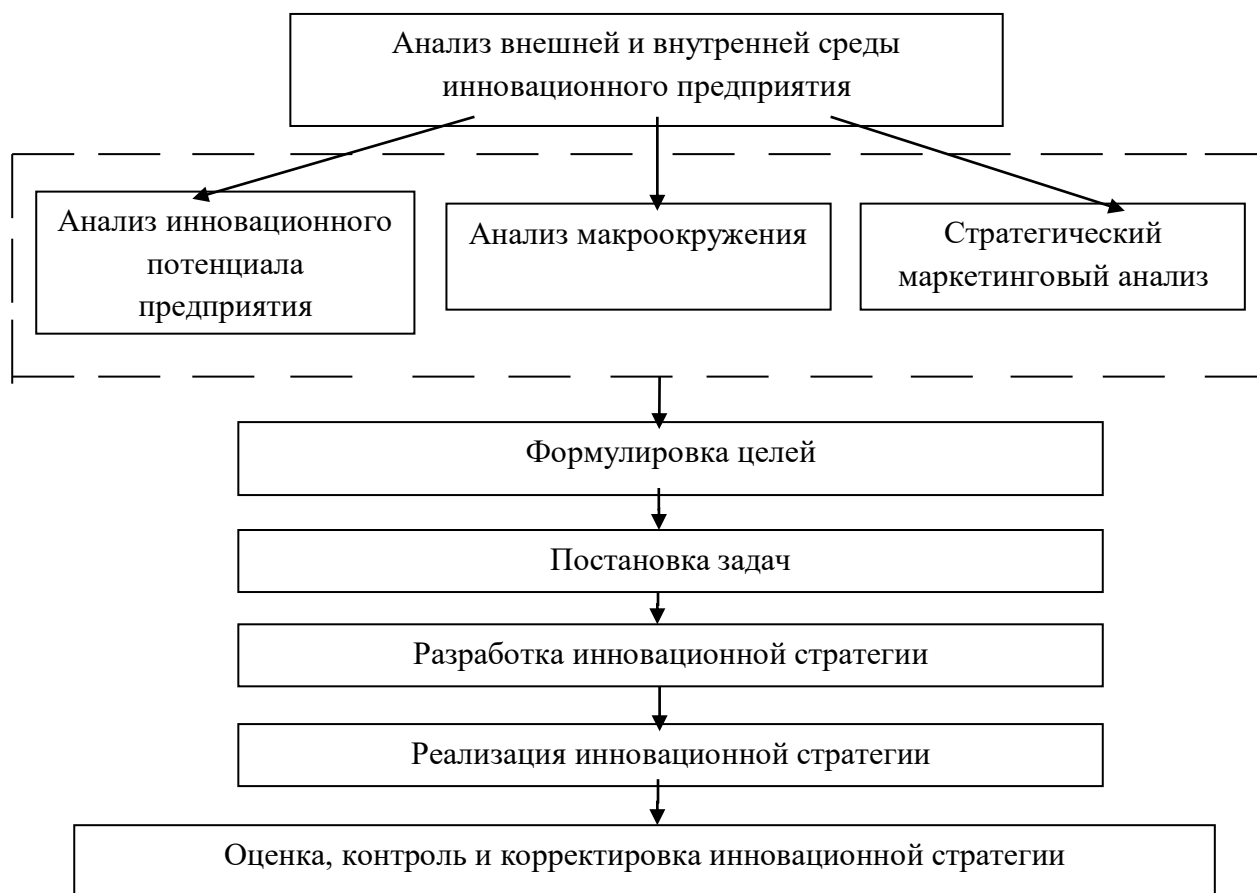 Анализ внешней и внутренней среды
инновационного предприятия
Анализ инновационного
потенциала
предприятия
Анализ макроокружения
Стратегический
маркетинговый анализ
Формулировка целей
Постановка задач
Разработка инновационной стратегии
Реализация инновационной стратегии
Оценка, контроль и корректировка инновационной стратегии